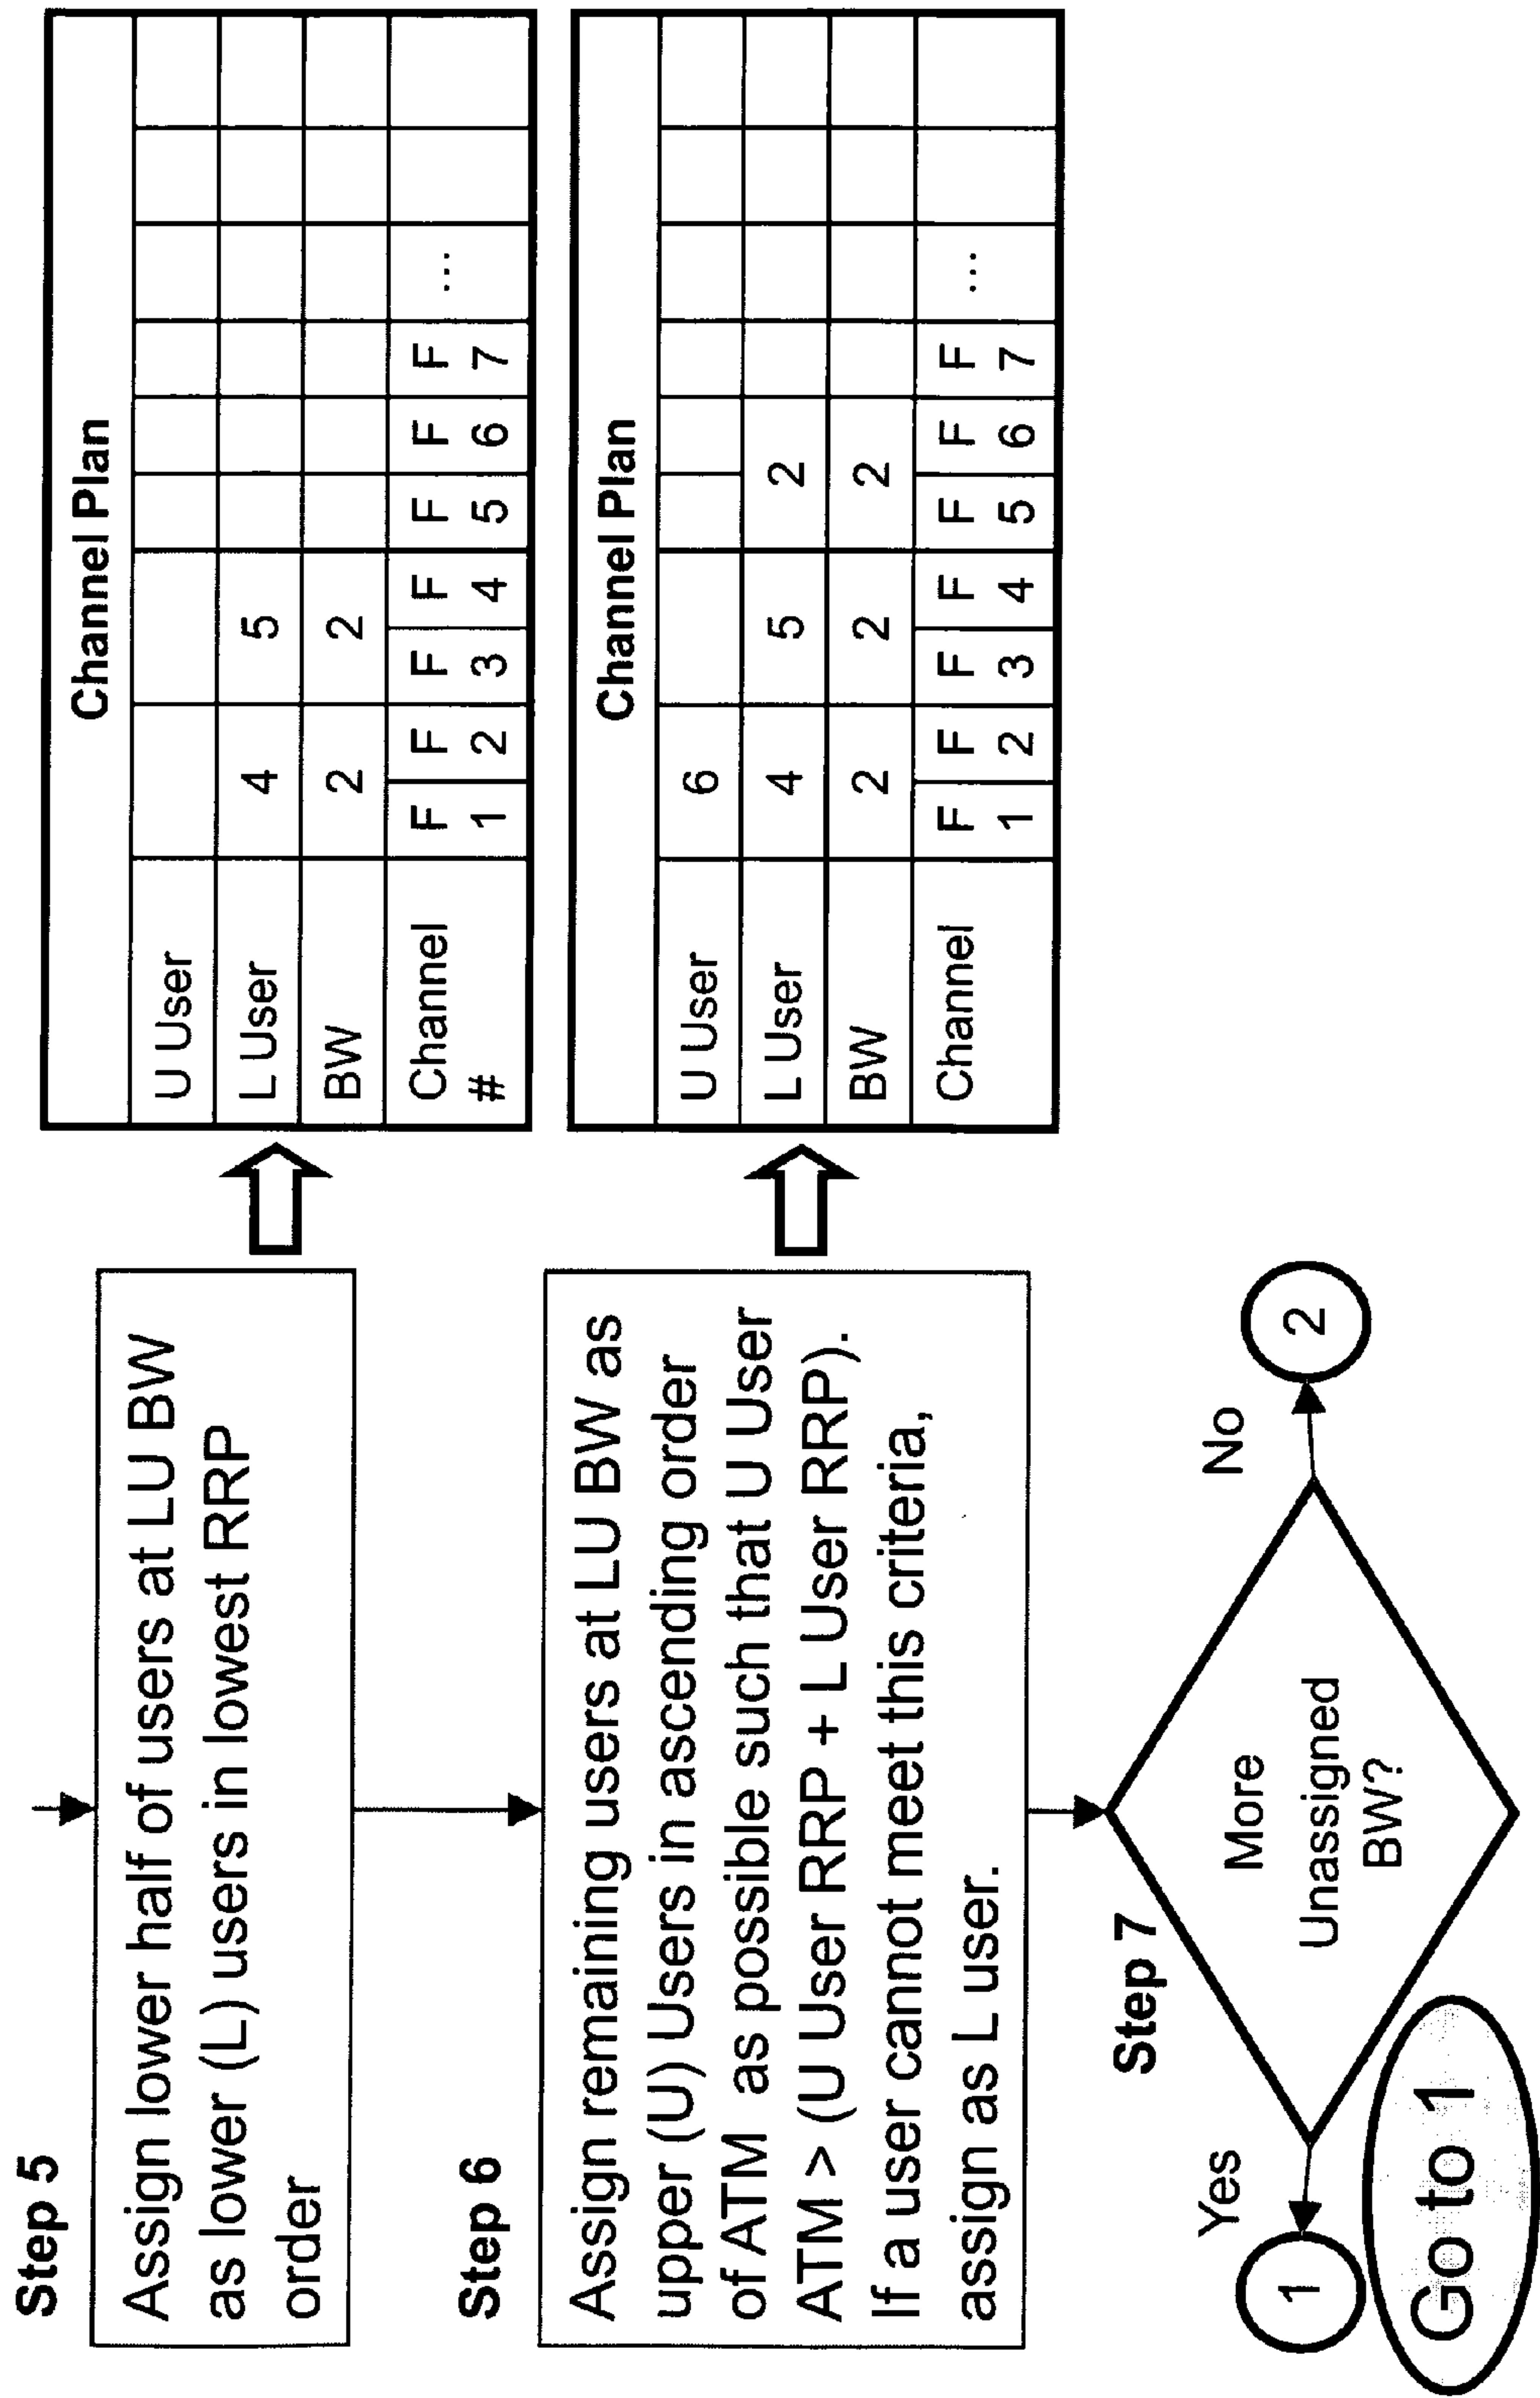 Step 5
Assign lower half of users at LU BW
as lower (L) users in lowest RRP
order
Channel Plan
U User
L User 4 5
BW 2 2
Channel F F F F F F F ...
# 1 2 3 4 5 6 7
Step 6
Assign remaining users at LU BW as
upper (U) Users in ascending order
of ATM as possible such that U User
ATM > (U User RRP + L User RRP).
If a user cannot meet this criteria,
assign as L user.
Channel Plan
U User 6
L User 4 5 2
BW 2 2 2
Channel F F F F F F F ...
1 2 3 4 5 6 7
Step 7
More
Unassigned
BW?
Yes
No
1
2
Go to 1